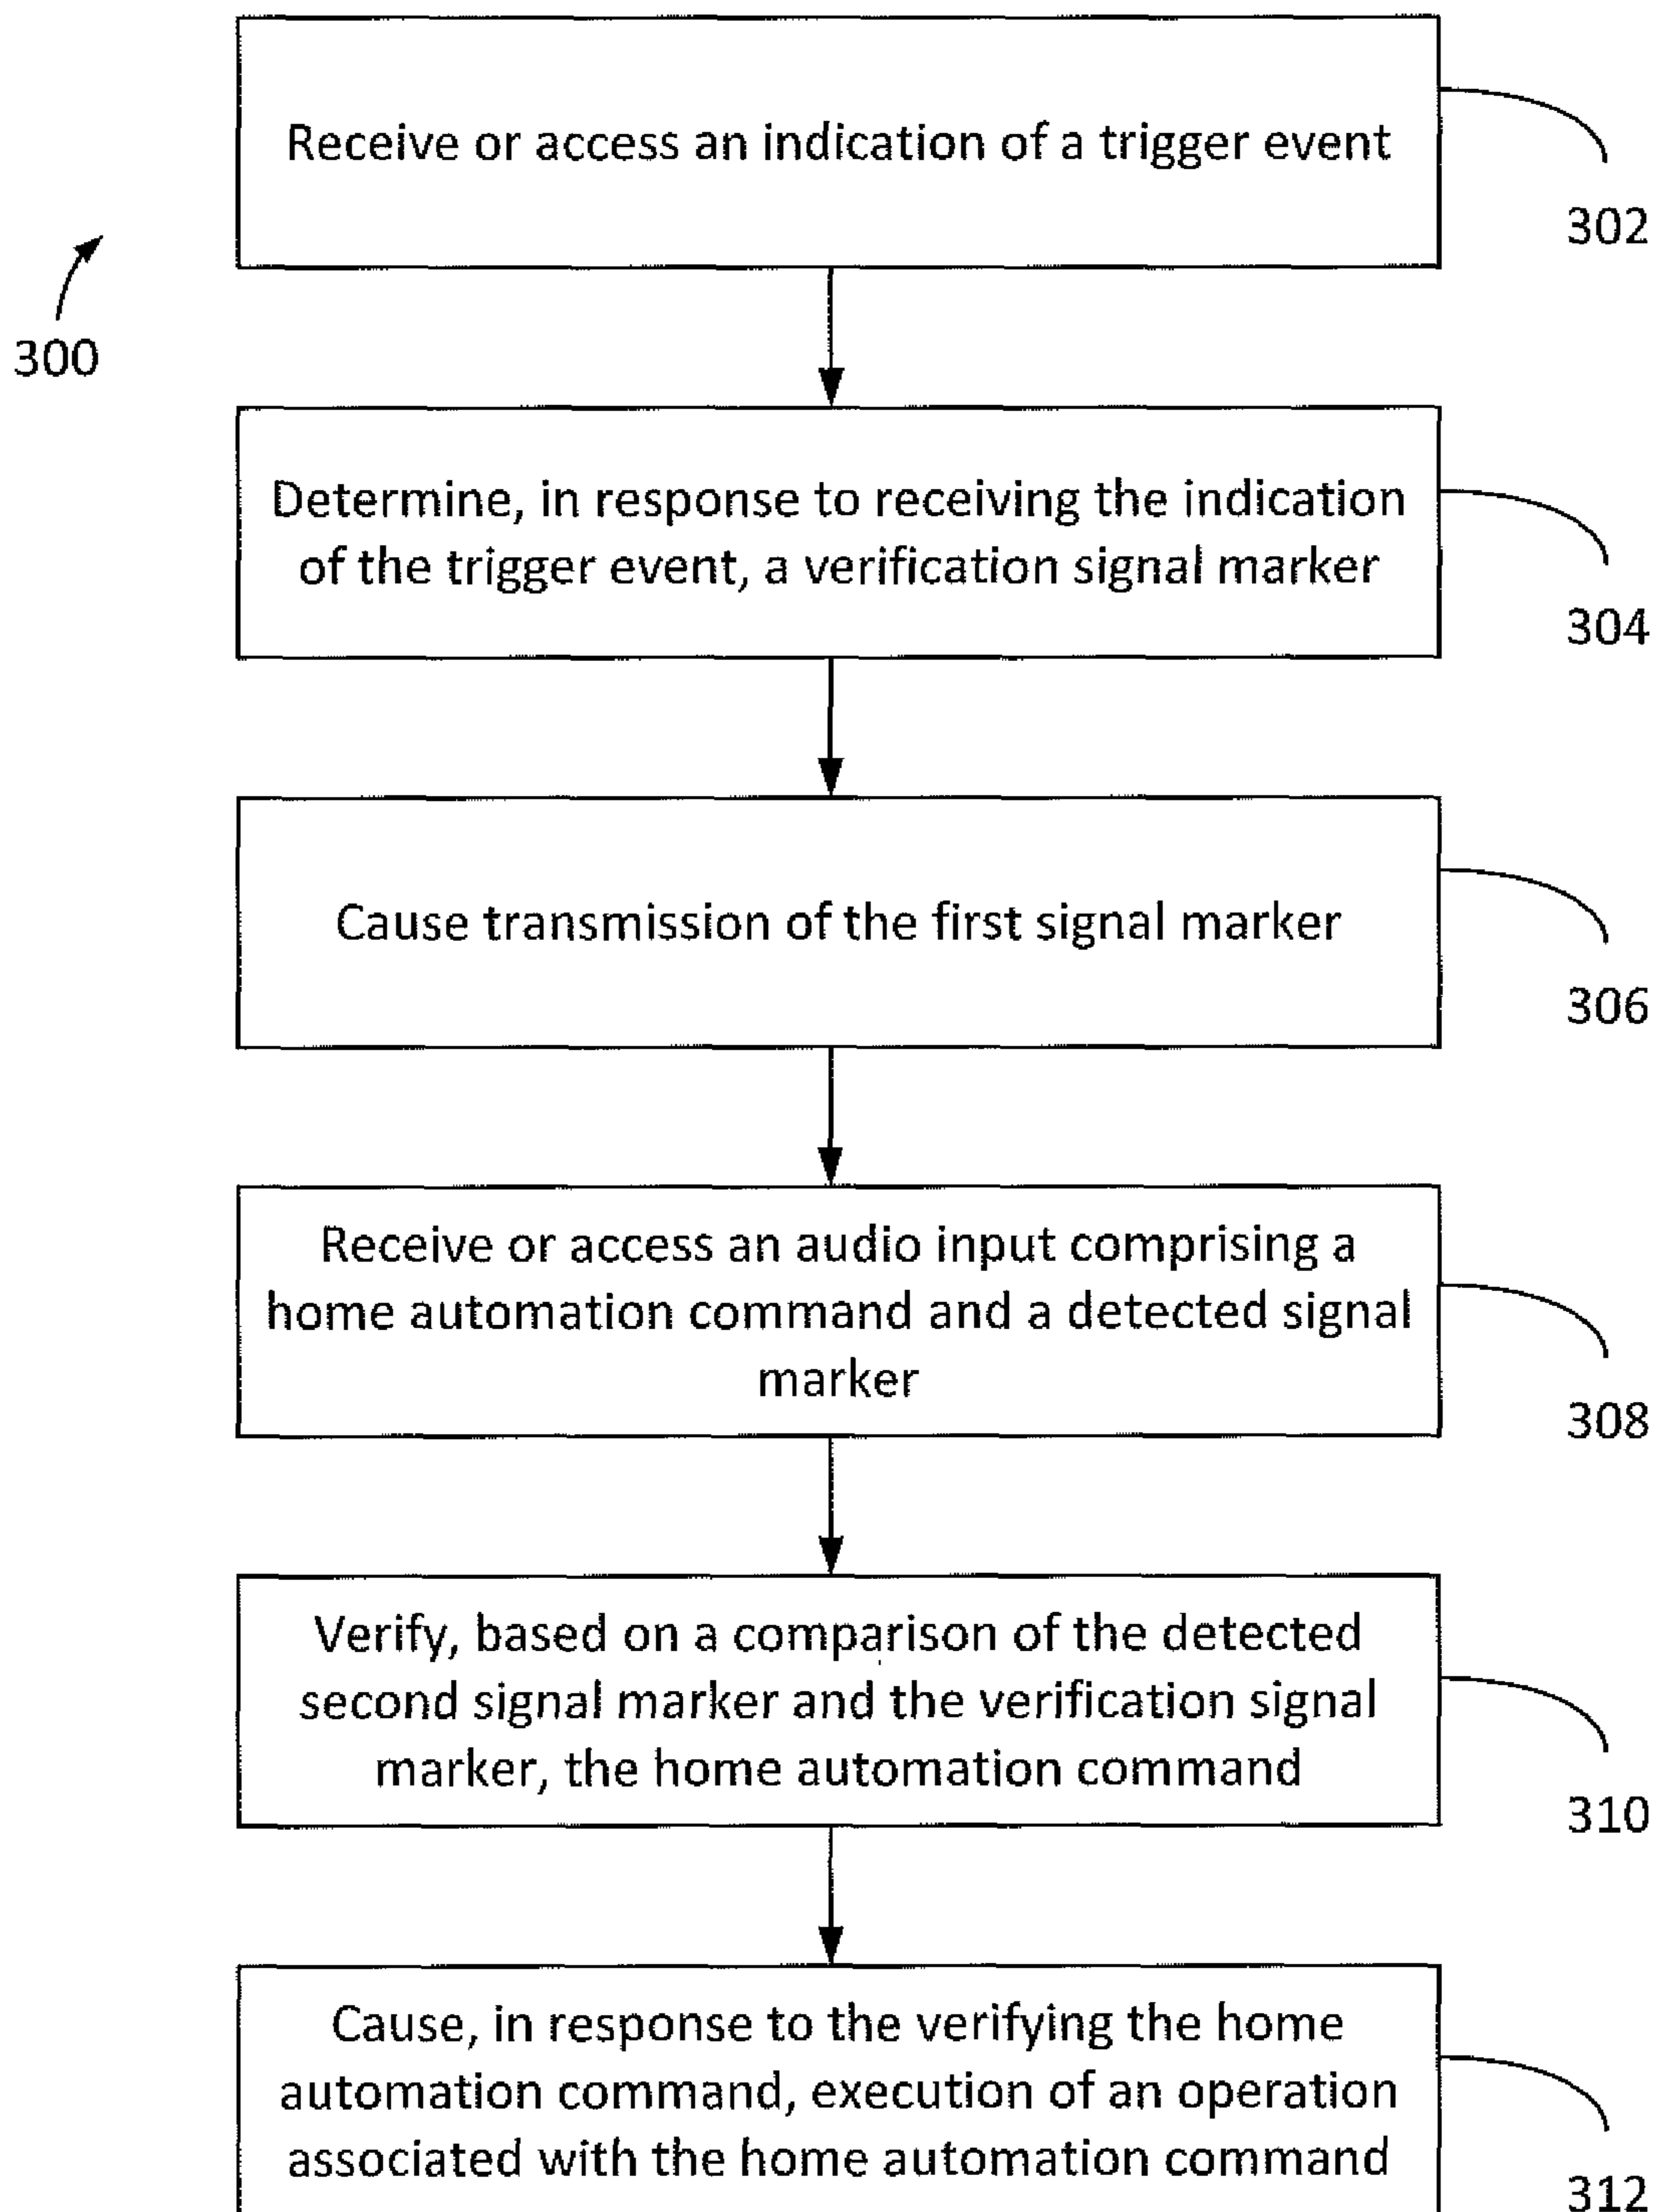 Receive or access an indication of a trigger event
302
300
Determine, in response to receiving the indication
of the trigger event, a verification signal marker
304
Cause transmission of the first signal marker
306
Receive or access an audio input comprising a
home automation command and a detected signal
marker
308
Verify, based on a comparison of the detected
second signal marker and the verification signal
marker, the home automation command
310
Cause, in response to the verifying the home
automation command, execution of an operation
associated with the home automation command
312